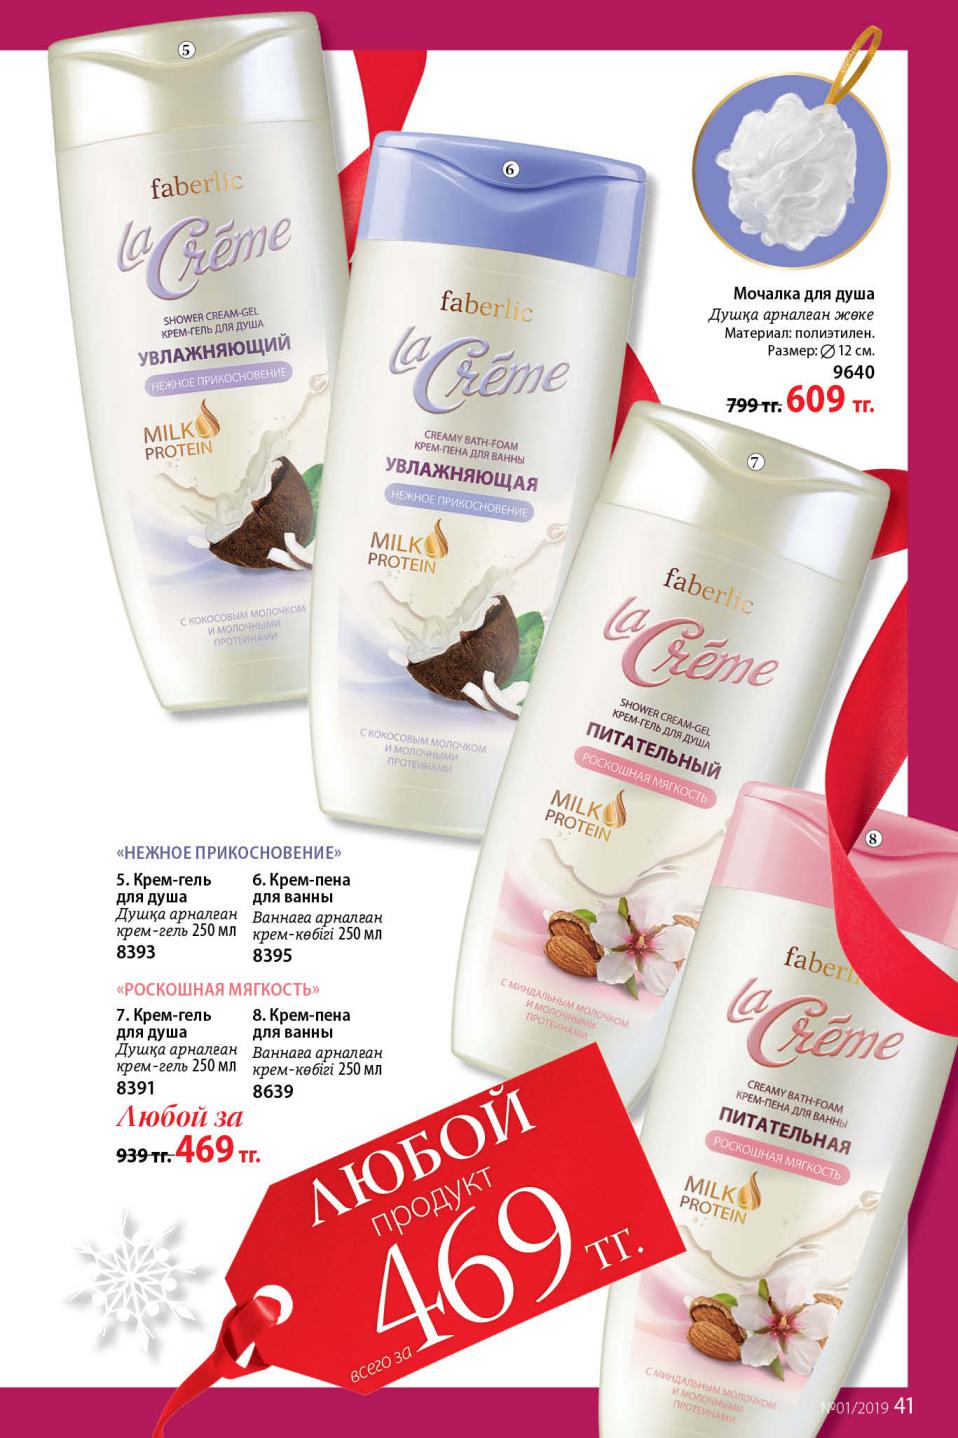 5
faberlic
La Crēme
SHOWER CREAM-GEL
КРЕМ-ГЕЛЬ ДЛЯ ДУША
УВЛАЖНЯЮЩИЙ
НЕЖНОЕ ПРИКОСНОВЕНИЕ
MILK
PROTEIN
С КОКОСОВЫМ МОЛОЧКОМ
И МОЛОЧНЫМИ
ПРОТЕИНАМИ
6
faberlic
La Crēme
CREAMY BATH-FOAM
КРЕМ-ПЕНА ДЛЯ ВАННЫ
УВЛАЖНЯЮЩАЯ
НЕЖНОЕ ПРИКОСНОВЕНИЕ
MILK
PROTEIN
С КОКОСОВЫМ МОЛОЧКОМ
И МОЛОЧНЫМИ
ПРОТЕИНАМИ
Мочалка для душа
Душқа арналған жөке
Материал: полиэтилен.
Размер: ∅ 12 см.
9640
799 тг. 609 тг.
7
faberlic
La Crēme
SHOWER CREAM-GEL
КРЕМ-ГЕЛЬ ДЛЯ ДУША
ПИТАТЕЛЬНЫЙ
РОСКОШНАЯ МЯГКОСТЬ
MILK
PROTEIN
С МИНДАЛЬНЫМ МОЛОЧКОМ
И МОЛОЧНЫМИ
ПРОТЕИНАМИ
8
faberli
La Crēme
CREAMY BATH-FOAM
КРЕМ-ПЕНА ДЛЯ ВАННЫ
ПИТАТЕЛЬНАЯ
РОСКОШНАЯ МЯГКОСТЬ
MILK
PROTEIN
С МИНДАЛЬНЫМ МОЛОЧКОМ
И МОЛОЧНЫМИ
ПРОТЕИНАМИ
«НЕЖНОЕ ПРИКОСНОВЕНИЕ»
5. Крем-гель
для душа
Душқа арналған
крем-гель 250 мл
8393
6. Крем-пена
для ванны
Ваннаға арналған
крем-көбігі 250 мл
8395
«РОСКОШНАЯ МЯГКОСТЬ»
7. Крем-гель
для душа
Душқа арналған
крем-гель 250 мл
8391
8. Крем-пена
для ванны
Ваннаға арналған
крем-көбігі 250 мл
8639
Любой за
939 тг. 469 тг.
ЛЮБОЙ
продукт
всего за 469 тг.
№01/2019 41